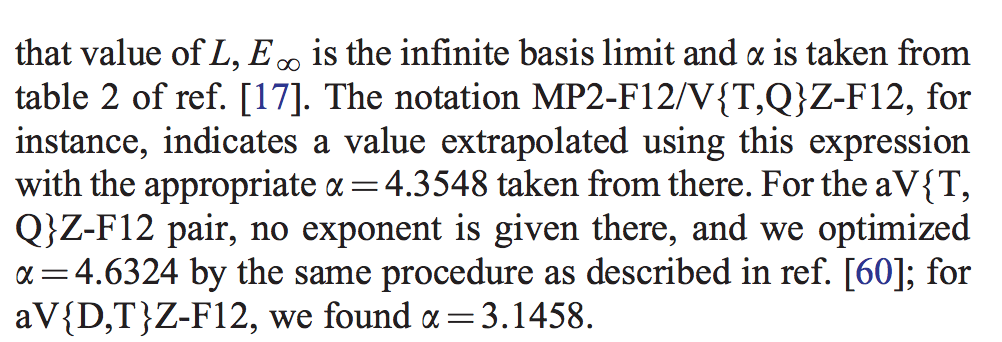 that value of L, E∞ is the infinite basis limit and α is taken from
table 2 of ref. [17]. The notation MP2-F12/V{T,Q}Z-F12, for
instance, indicates a value extrapolated using this expression
with the appropriate α = 4.3548 taken from there. For the aV{T,
Q}Z-F12 pair, no exponent is given there, and we optimized
α = 4.6324 by the same procedure as described in ref. [60]; for
aV{D,T}Z-F12, we found α = 3.1458.